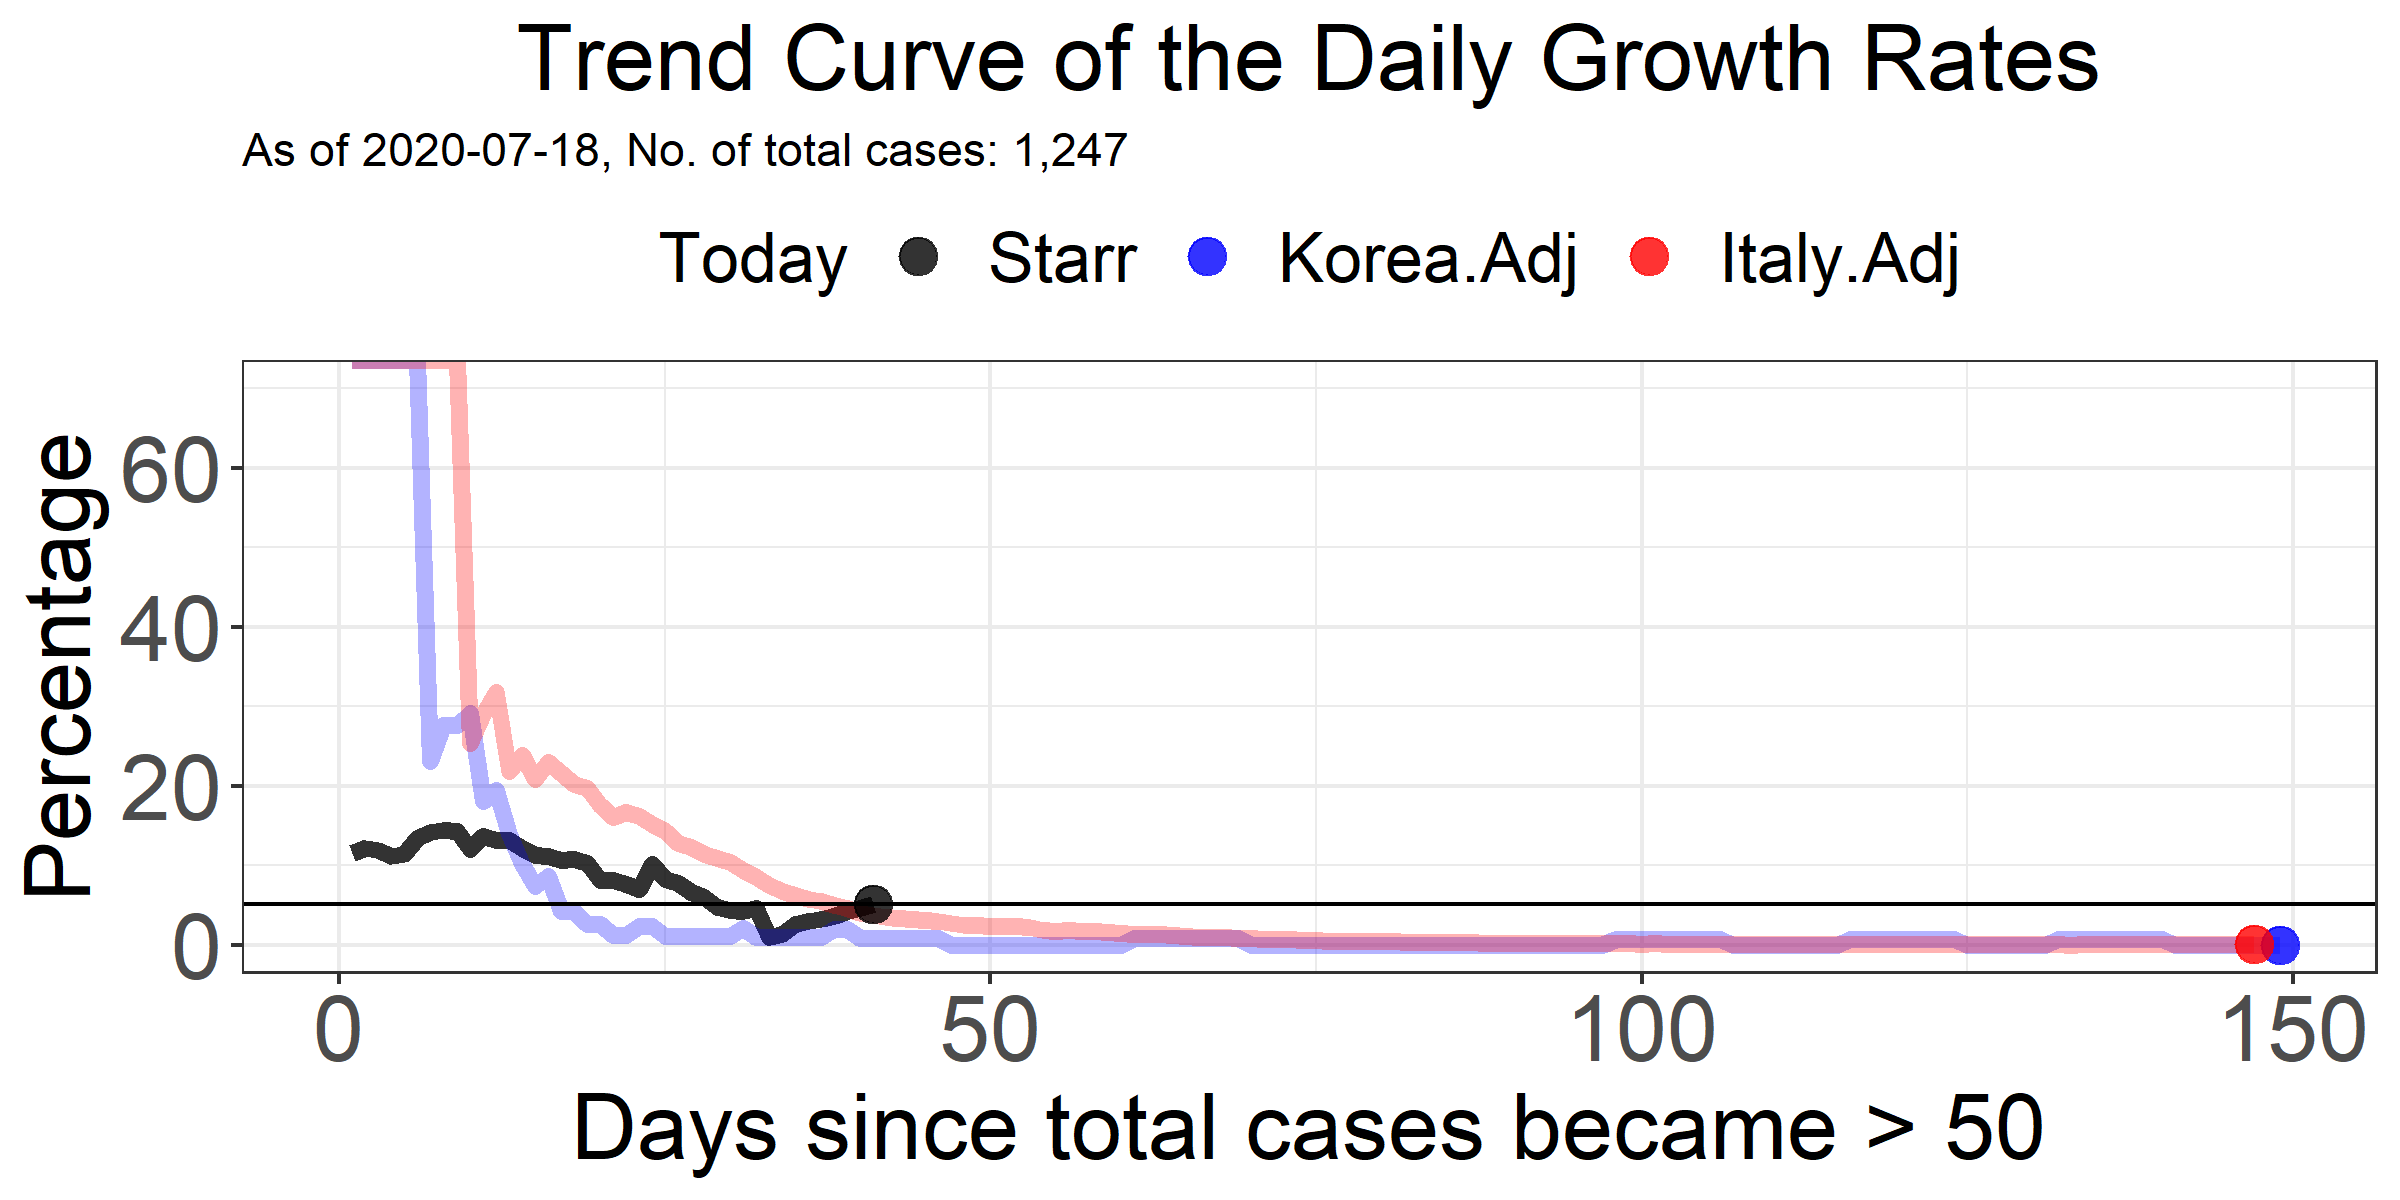 Trend Curve of the Daily Growth Rates
As of 2020-07-18, No. of total cases: 1,247
Today Starr Korea.Adj Italy.Adj
Percentage
60
40
20
0
0 50 100 150
Days since total cases became > 50